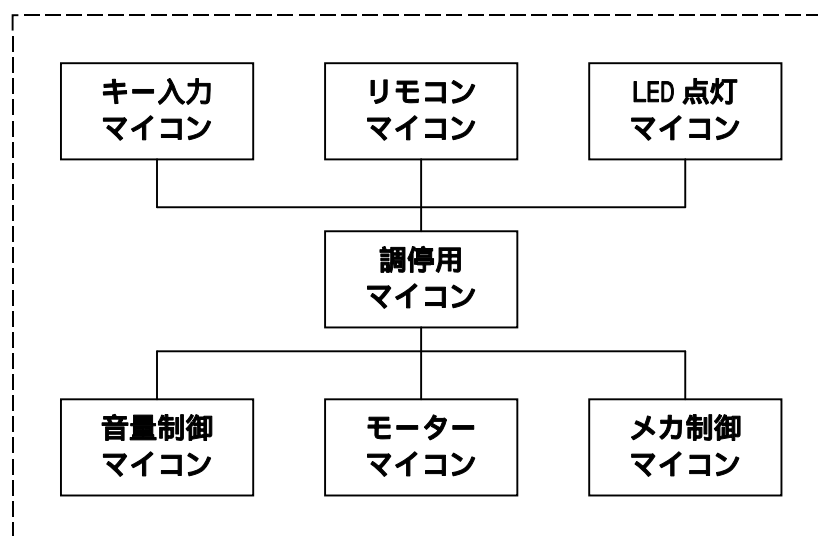 キー入力
マイコン
リモコン
マイコン
LED 点灯
マイコン
調停用
マイコン
音量制御
マイコン
モーター
マイコン
メカ制御
マイコン